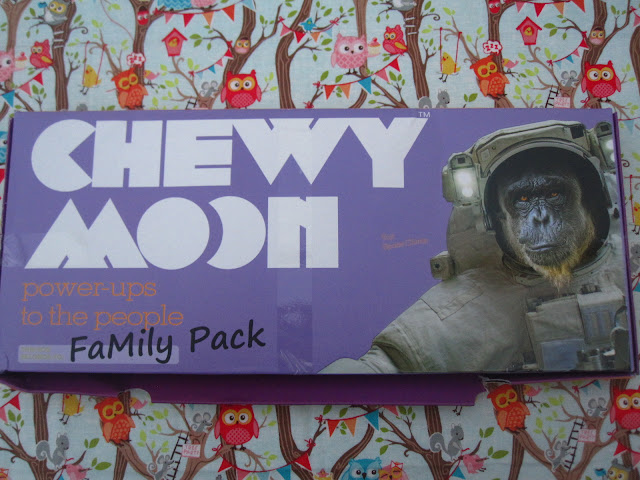 CHEWY™
MOON
power-ups
to the people
FaMily Pack